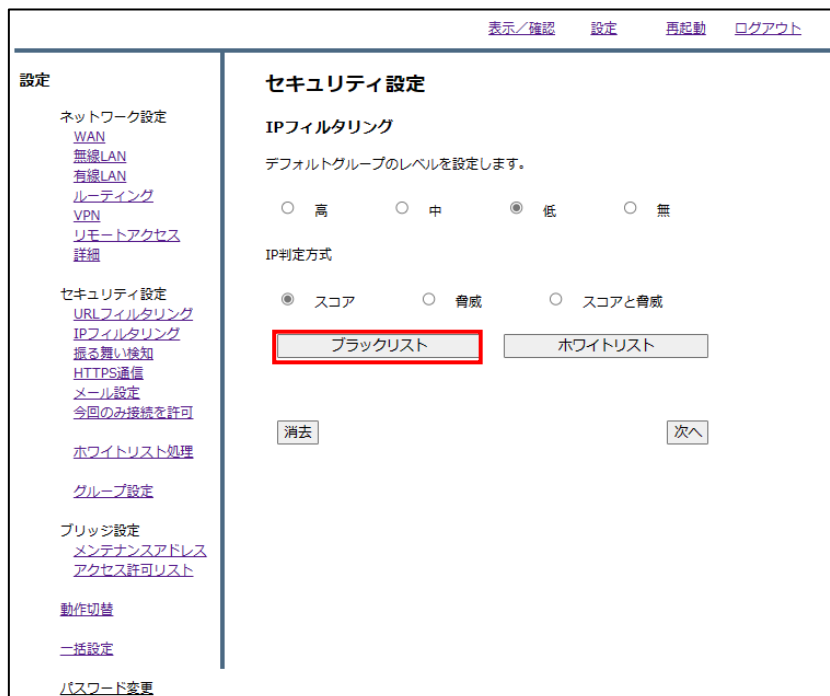 表示／確認 設定 再起動 ログアウト
設定
ネットワーク設定
WAN
無線LAN
有線LAN
ルーティング
VPN
リモートアクセス
詳細
セキュリティ設定
URLフィルタリング
IPフィルタリング
振る舞い検知
HTTPS通信
メール設定
今回のみ接続を許可
ホワイトリスト処理
グループ設定
ブリッジ設定
メンテナンスアドレス
アクセス許可リスト
動作切替
一括設定
パスワード変更
セキュリティ設定
IPフィルタリング
デフォルトグループのレベルを設定します。
高 中 低 無
IP判定方式
スコア 脅威 スコアと脅威
ブラックリスト ホワイトリスト
消去 次へ